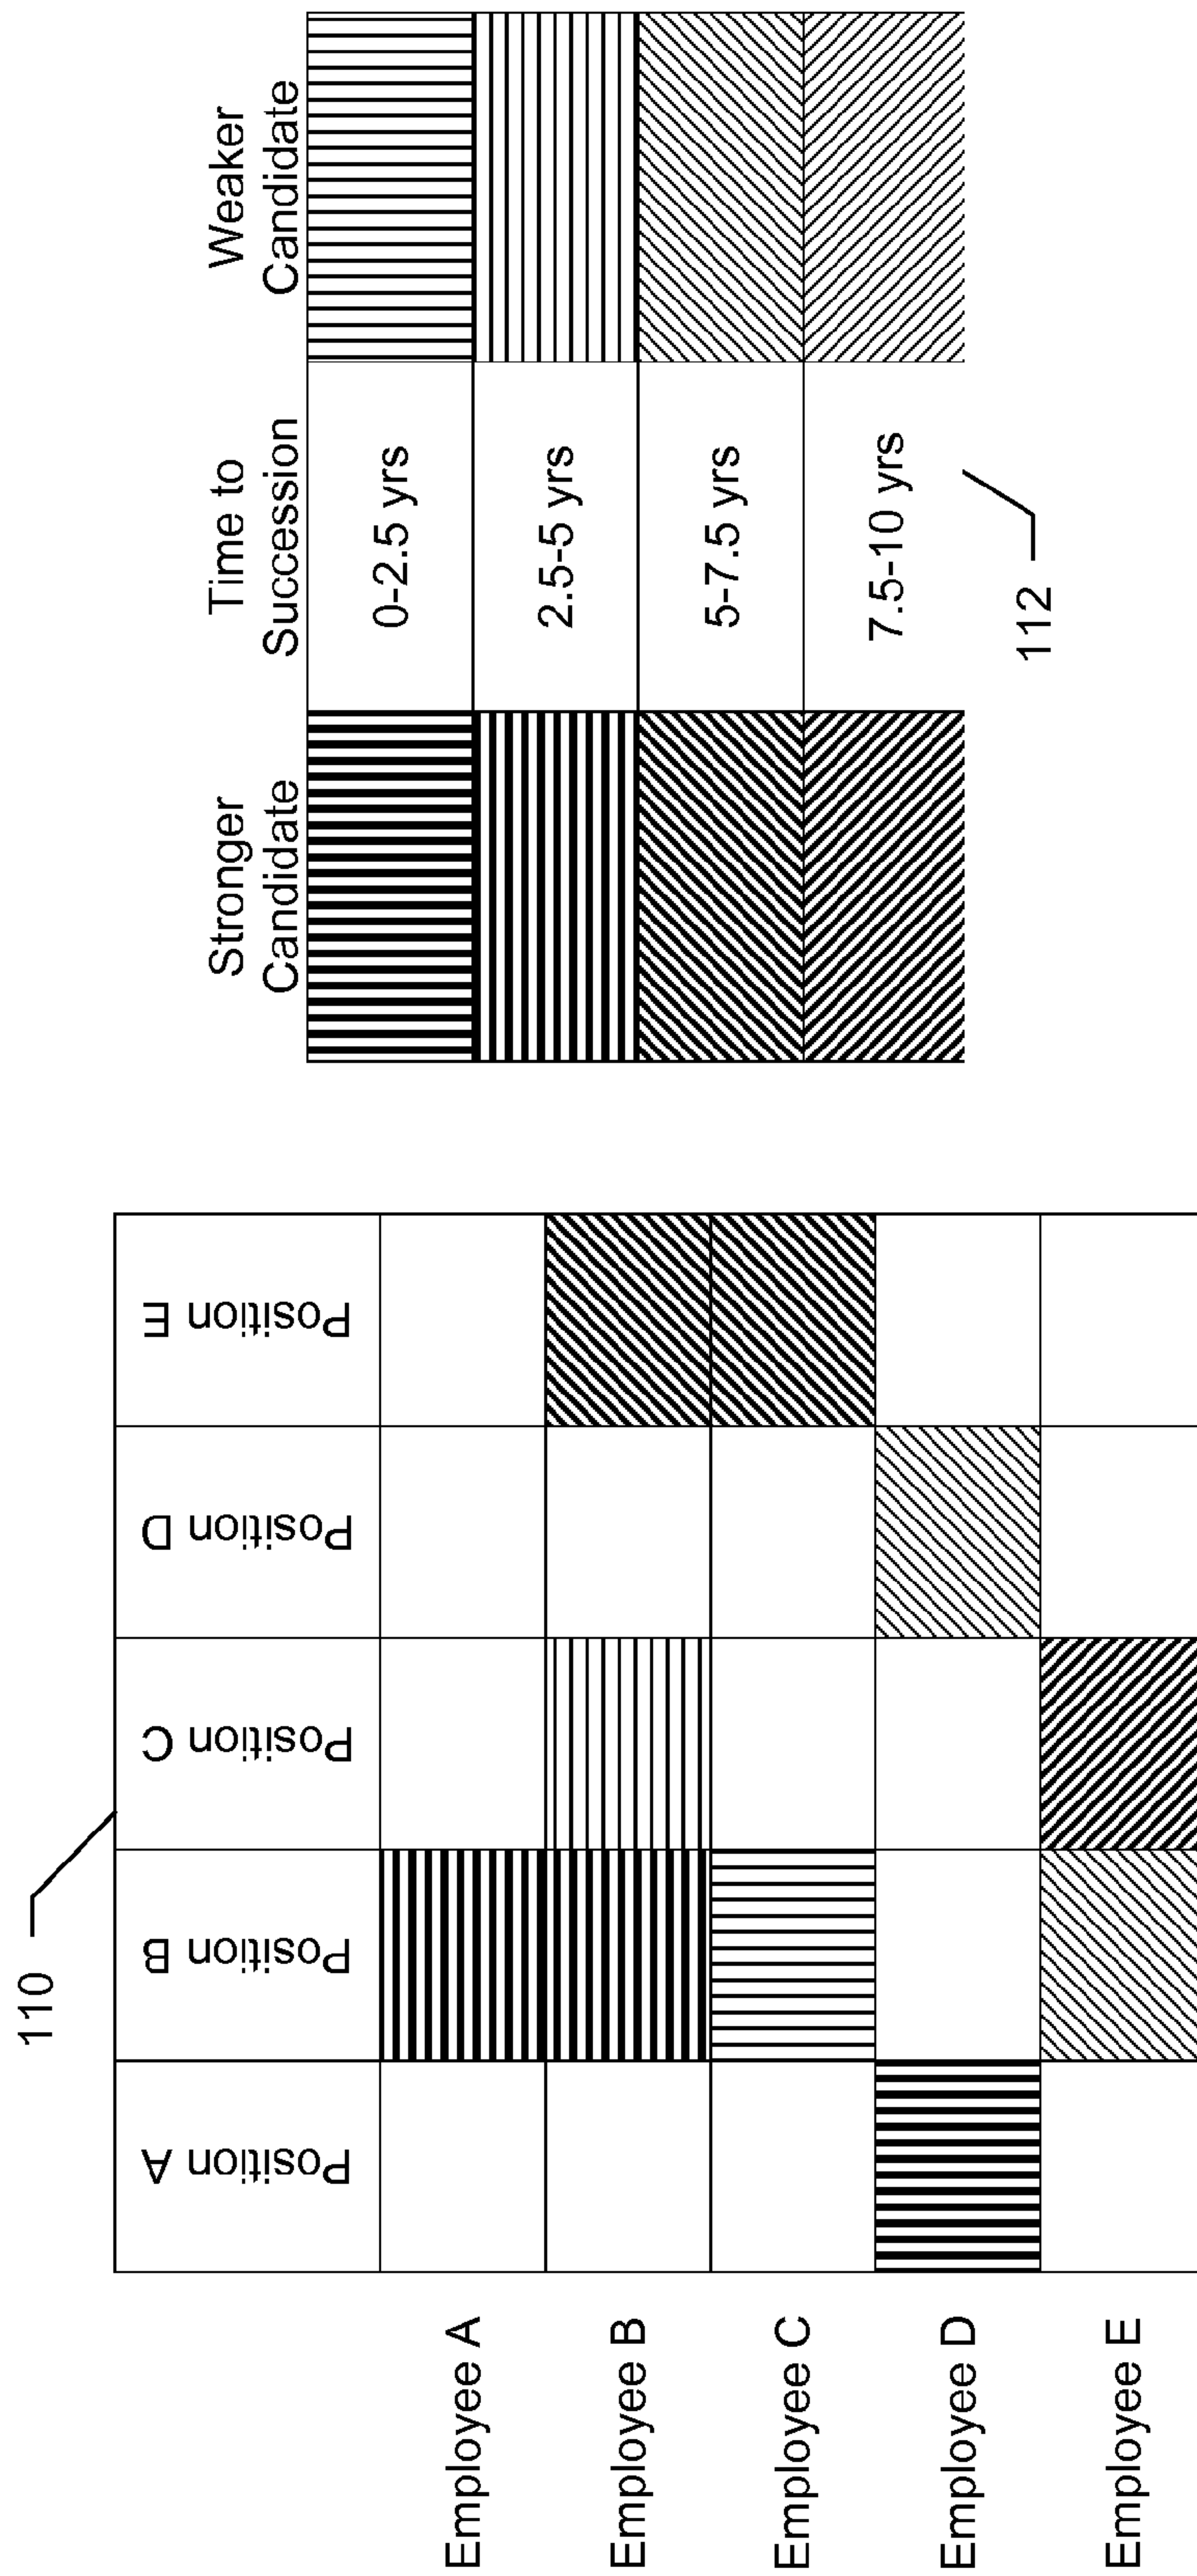 110
Position A
Position B
Position C
Position D
Position E
Employee A
Employee B
Employee C
Employee D
Employee E
Stronger
Candidate
Time to
Succession
Weaker
Candidate
0-2.5 yrs
2.5-5 yrs
5-7.5 yrs
7.5-10 yrs
112